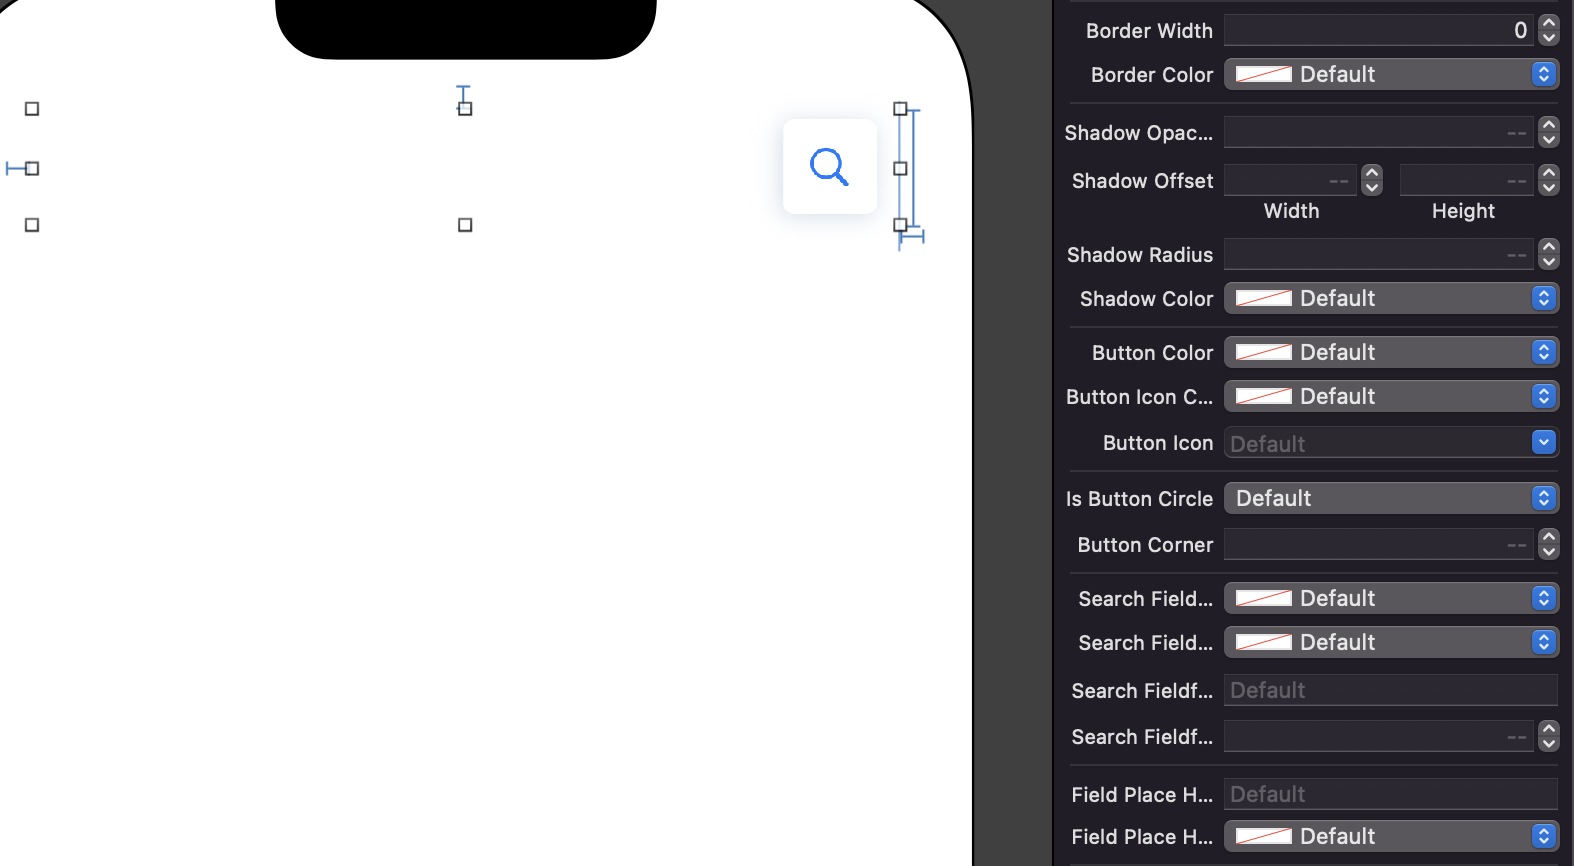 Border Width 0
Border Color Default
Shadow Opac... --
Shadow Offset -- --
Width Height
Shadow Radius --
Shadow Color Default
Button Color Default
Button Icon C... Default
Button Icon Default
Is Button Circle Default
Button Corner --
Search Field... Default
Search Field... Default
Search Fieldf... Default
Search Fieldf... --
Field Place H... Default
Field Place H... Default